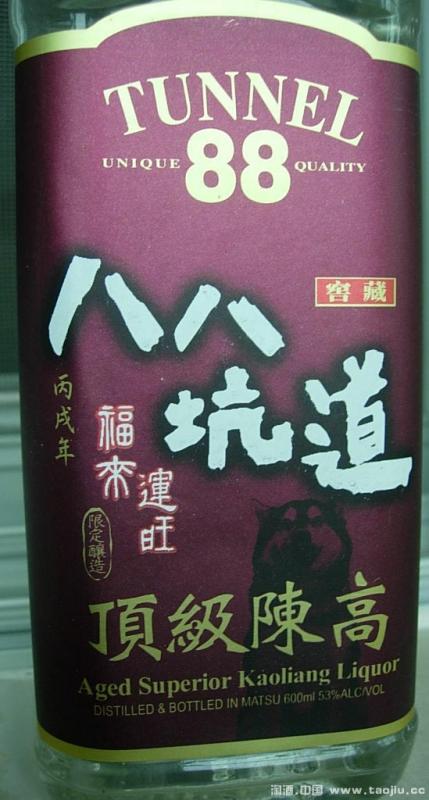 TUNNEL
UNIQUE 88 QUALITY
八八
坑道
窖藏
丙戌年
福來
運旺
限定釀造
頂級陳高
Aged Superior Kaoliang Liquor
DISTILLED & BOTTLED IN MATSU 600ml 53%ALC/VOL
淘酒.中国 www.taojiu.cc